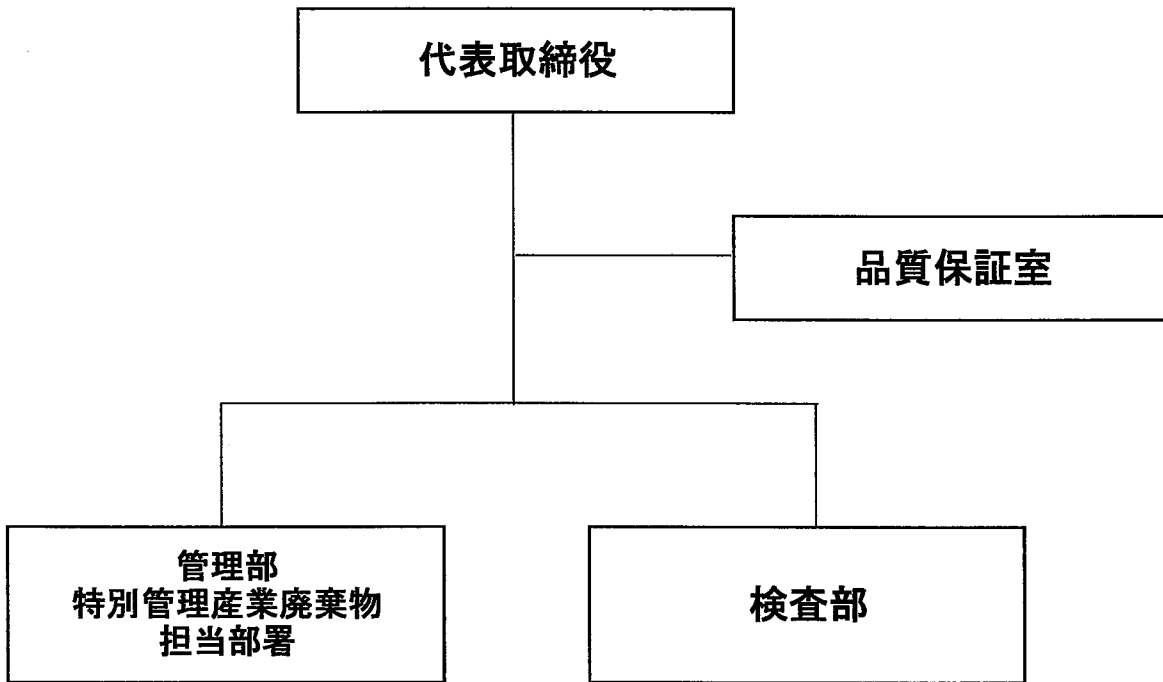 代表取締役
品質保証室
管理部
特別管理産業廃棄物
担当部署
検査部